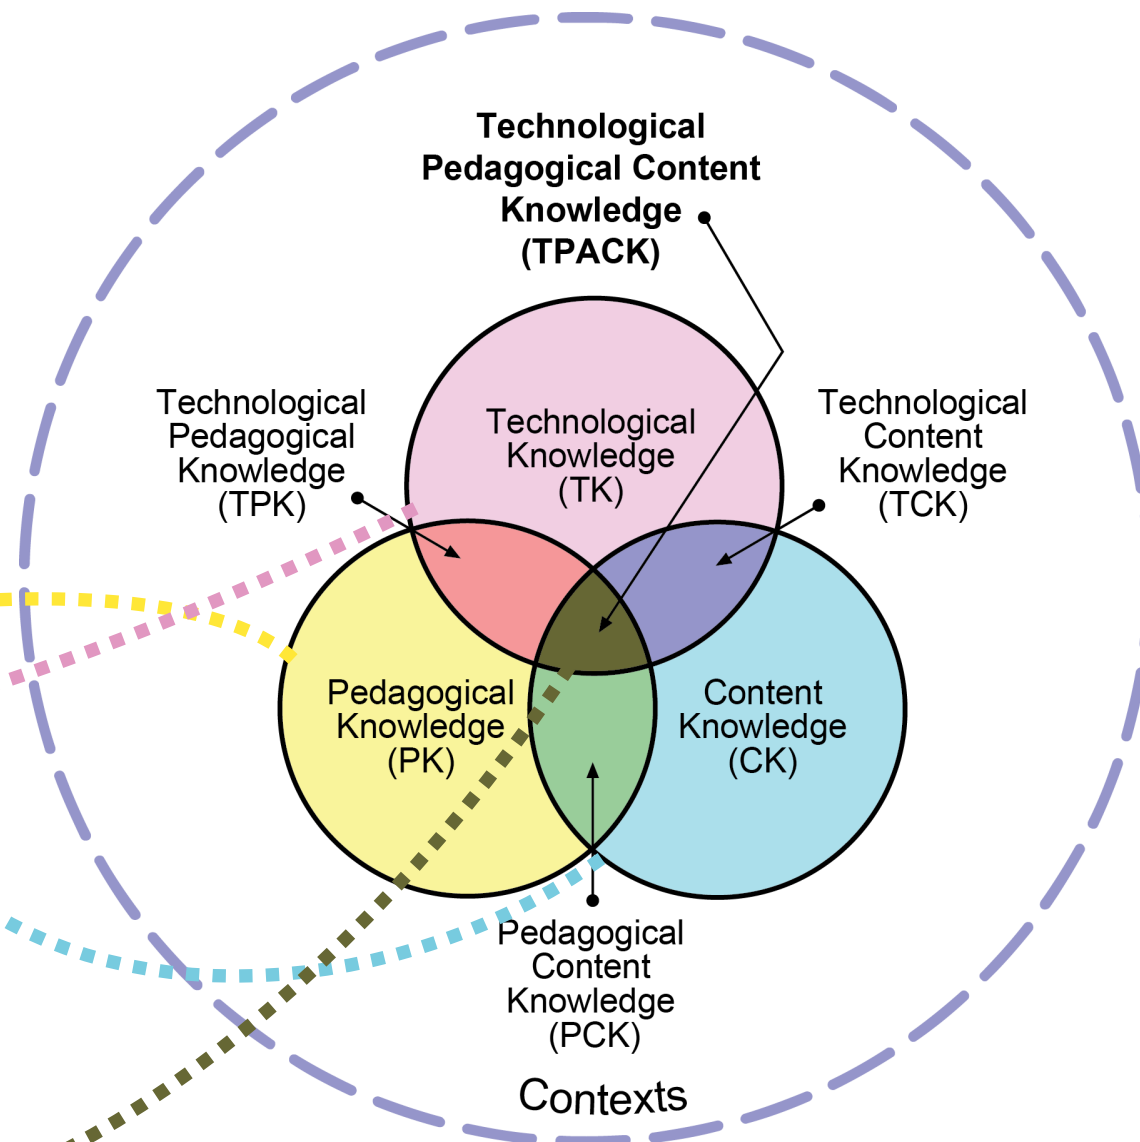 Technological
Pedagogical Content
Knowledge
(TPACK)
Technological
Pedagogical
Knowledge
(TPK)
Technological
Knowledge
(TK)
Technological
Content
Knowledge
(TCK)
Pedagogical
Knowledge
(PK)
Content
Knowledge
(CK)
Pedagogical
Content
Knowledge
(PCK)
Contexts